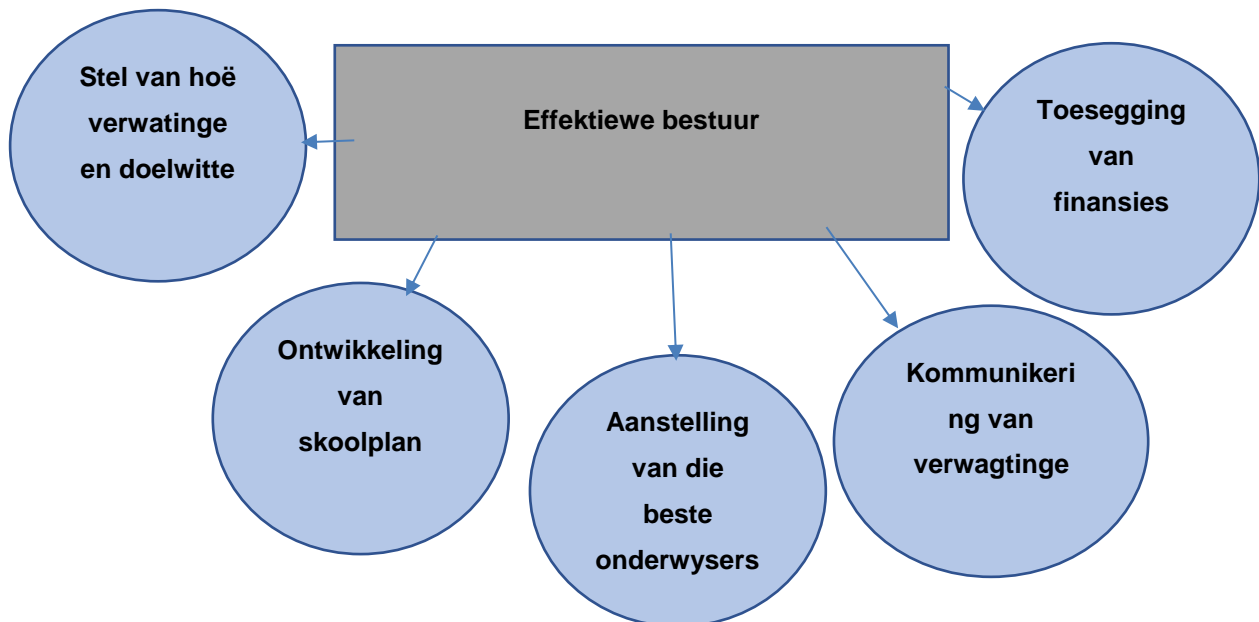 Effektiewe bestuur
Stel van hoë
verwatinge
en doelwitte
Ontwikkeling
van
skoolplan
Aanstelling
van die
beste
onderwysers
Kommunikeri
ng van
verwagtinge
Toesegging
van
finansies